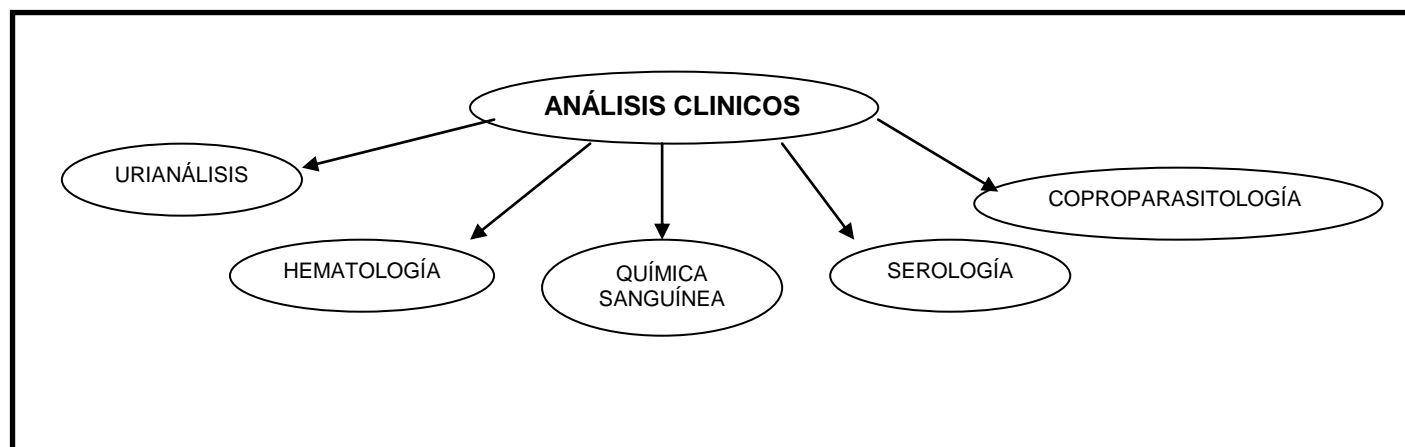 ANÁLISIS CLINICOS
URIANÁLISIS
COPROPARASITOLOGÍA
HEMATOLOGÍA
QUÍMICA
SANGUÍNEA
SEROLOGÍA